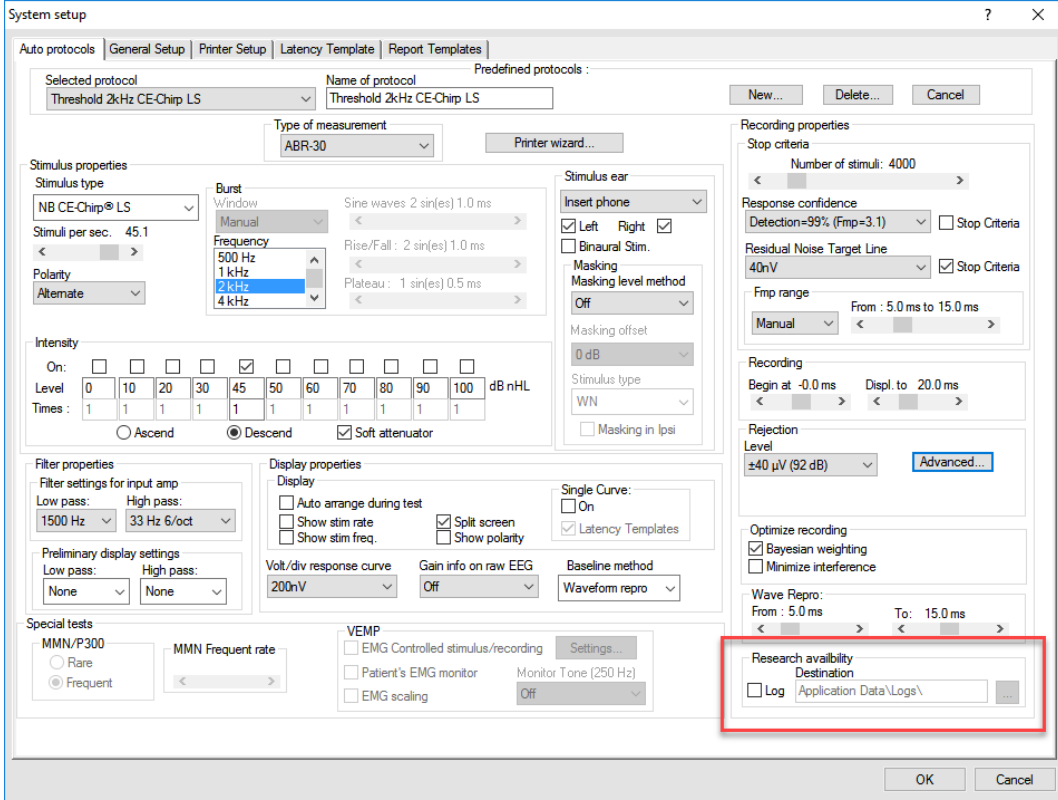 System setup
?
Auto protocols
General Setup
Printer Setup
Latency Template
Report Templates
Predefined protocols :
Selected protocol
Threshold 2kHz CE-Chirp LS
Name of protocol
Threshold 2kHz CE-Chirp LS
New...
Delete...
Cancel
Type of measurement
ABR-30
Printer wizard...
Stimulus properties
Stimulus type
NB CE-Chirp® LS
Stimuli per sec. 45.1
Polarity
Alternate
Burst
Window
Manual
Frequency
500 Hz
1 kHz
2 kHz
4 kHz
Sine waves 2 sin(es) 1.0 ms
Rise/Fall : 2 sin(es) 1.0 ms
Plateau : 1 sin(es) 0.5 ms
Stimulus ear
Insert phone
Left Right
Binaural Stim.
Masking
Masking level method
Off
Masking offset
0 dB
Stimulus type
WN
Masking in Ipsi
Intensity
On:
Level 0 10 20 30 45 50 60 70 80 90 100 dB nHL
Times : 1 1 1 1 1 1 1 1 1 1 1
Ascend Descend Soft attenuator
Recording properties
Stop criteria
Number of stimuli: 4000
Response confidence
Detection=99% (Fmp=3.1) Stop Criteria
Residual Noise Target Line
40nV Stop Criteria
Fmp range
Manual
From : 5.0 ms to 15.0 ms
Recording
Begin at -0.0 ms Displ. to 20.0 ms
Rejection
Level
±40 µV (92 dB)
Advanced...
Optimize recording
Bayesian weighting
Minimize interference
Wave Repro:
From : 5.0 ms To: 15.0 ms
Research availbility
Destination
Log Application Data\Logs\
...
Filter properties
Filter settings for input amp
Low pass: High pass:
1500 Hz 33 Hz 6/oct
Preliminary display settings
Low pass: High pass:
None None
Display properties
Display
Auto arrange during test
Show stim rate
Show stim freq.
Split screen
Show polarity
Single Curve:
On
Latency Templates
Volt/div response curve
200nV
Gain info on raw EEG
Off
Baseline method
Waveform repro
Special tests
MMN/P300
Rare
Frequent
MMN Frequent rate
VEMP
EMG Controlled stimulus/recording
Settings...
Patient's EMG monitor
EMG scaling
Monitor Tone (250 Hz)
Off
OK
Cancel